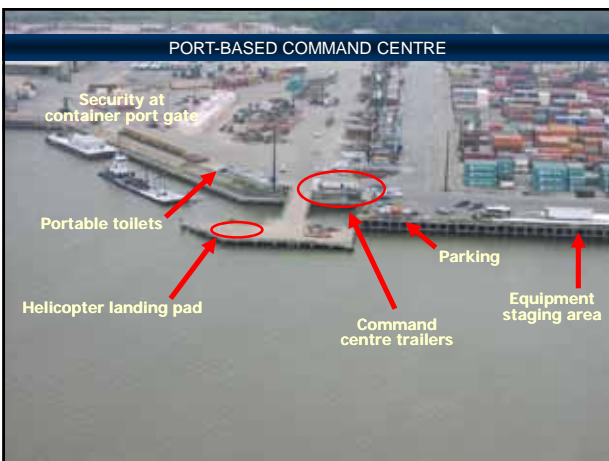 PORT-BASED COMMAND CENTRE
Security at
container port gate
Portable toilets
Parking
Helicopter landing pad
Equipment
staging area
Command
centre trailers